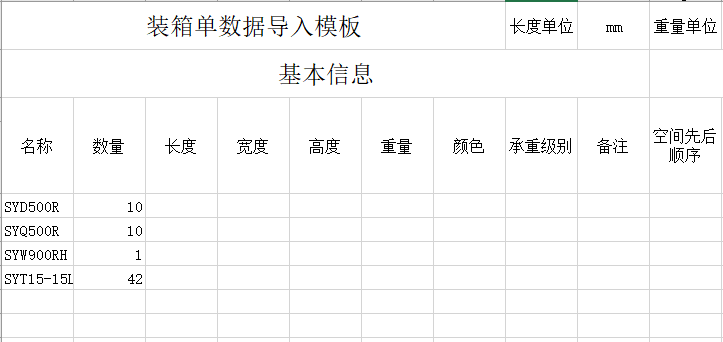 装箱单数据导入模板 长度单位 mm 重量单位
基本信息
名称 数量 长度 宽度 高度 重量 颜色 承重级别 备注 空间先后
顺序
SYD500R 10
SYQ500R 10
SYW900RH 1
SYT15-15L 42